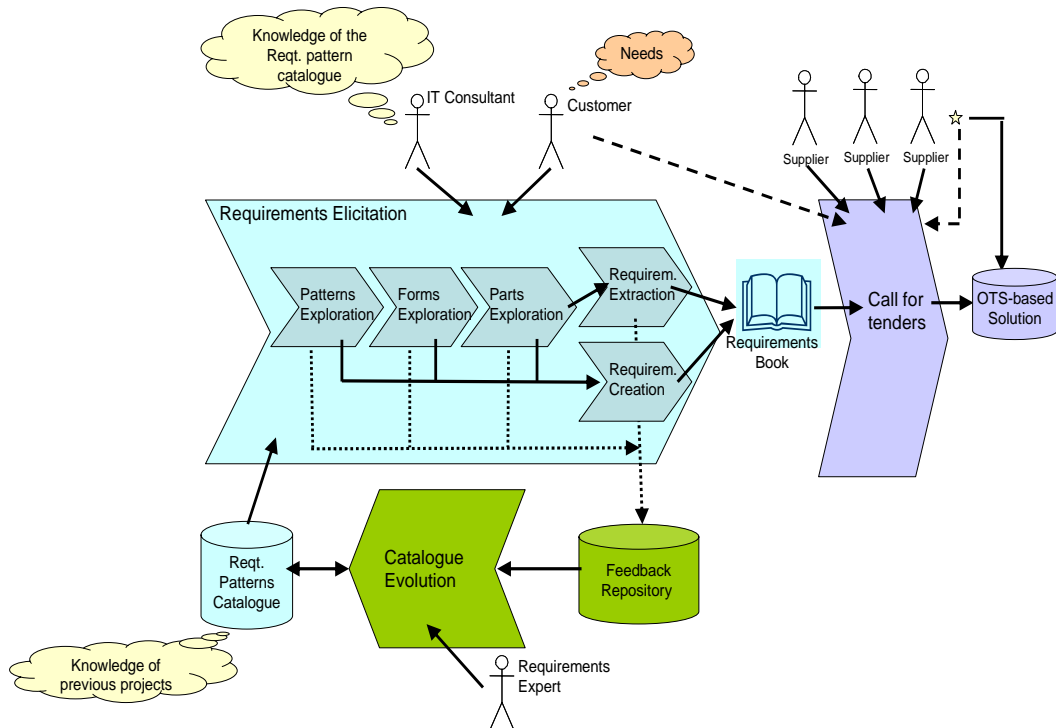 Knowledge of the
Reqt. pattern
catalogue
Needs
IT Consultant
Customer
Supplier
Supplier
Supplier
Requirements Elicitation
Patterns
Exploration
Forms
Exploration
Parts
Exploration
Requirem.
Extraction
Requirem.
Creation
Requirements
Book
Call for
tenders
OTS-based
Solution
Reqt.
Patterns
Catalogue
Catalogue
Evolution
Feedback
Repository
Knowledge of
previous projects
Requirements
Expert